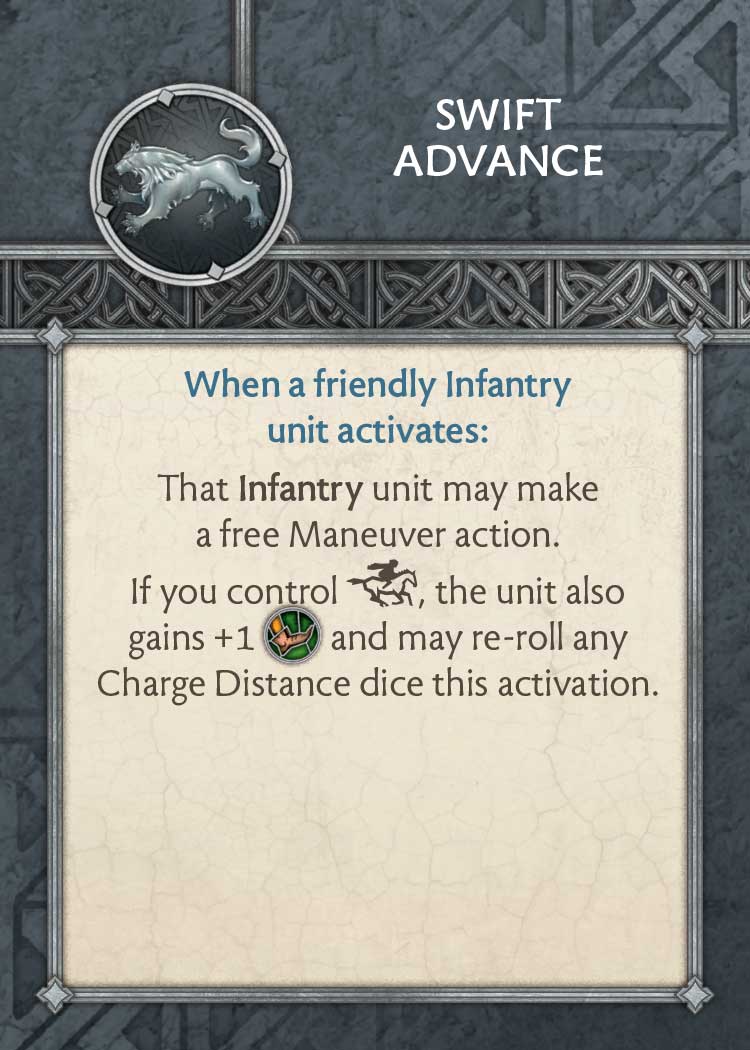 SWIFT
ADVANCE
When a friendly Infantry
unit activates:
That Infantry unit may make
a free Maneuver action.
If you control , the unit also
gains +1 and may re-roll any
Charge Distance dice this activation.